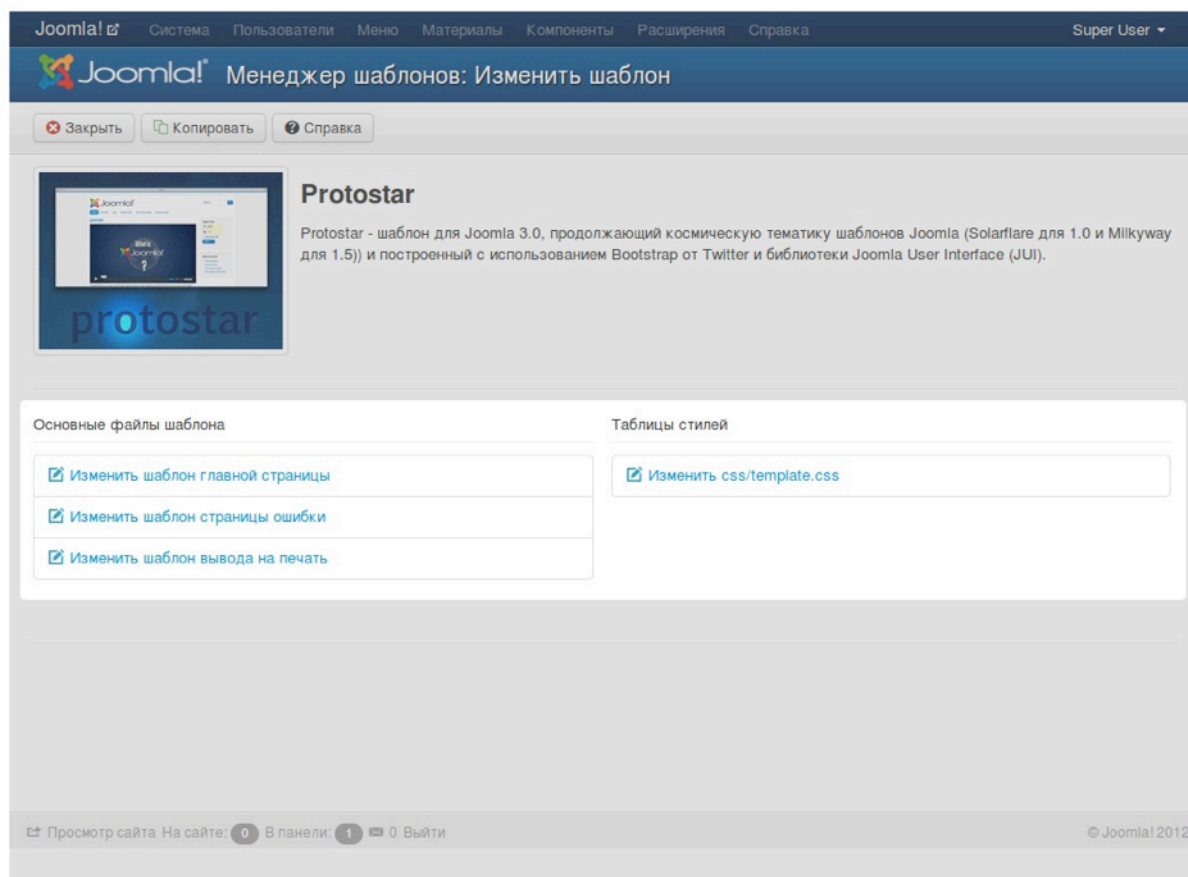 Joomla! Система Пользователи Меню Материалы Компоненты Расширения Справка Super User
Joomla! Менеджер шаблонов: Изменить шаблон
Закрыть Копировать Справка
Joomla!
What is Joomla! ?
protostar
Protostar
Protostar - шаблон для Joomla 3.0, продолжающий космическую тематику шаблонов Joomla (Solarflare для 1.0 и Milkyway
для 1.5)) и построенный с использованием Bootstrap от Twitter и библиотеки Joomla User Interface (JUI).
Основные файлы шаблона
Изменить шаблон главной страницы
Изменить шаблон страницы ошибки
Изменить шаблон вывода на печать
Таблицы стилей
Изменить css/template.css
Просмотр сайта На сайте: 0 В панели: 1 0 Выйти © Joomla! 2012